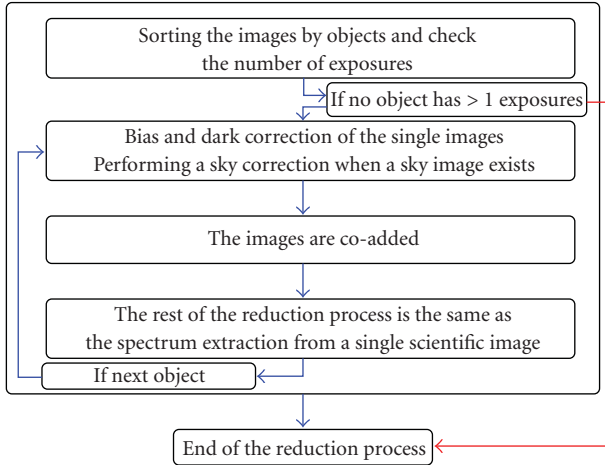 Sorting the images by objects and check
the number of exposures
If no object has > 1 exposures
Bias and dark correction of the single images
Performing a sky correction when a sky image exists
The images are co-added
The rest of the reduction process is the same as
the spectrum extraction from a single scientific image
If next object
End of the reduction process